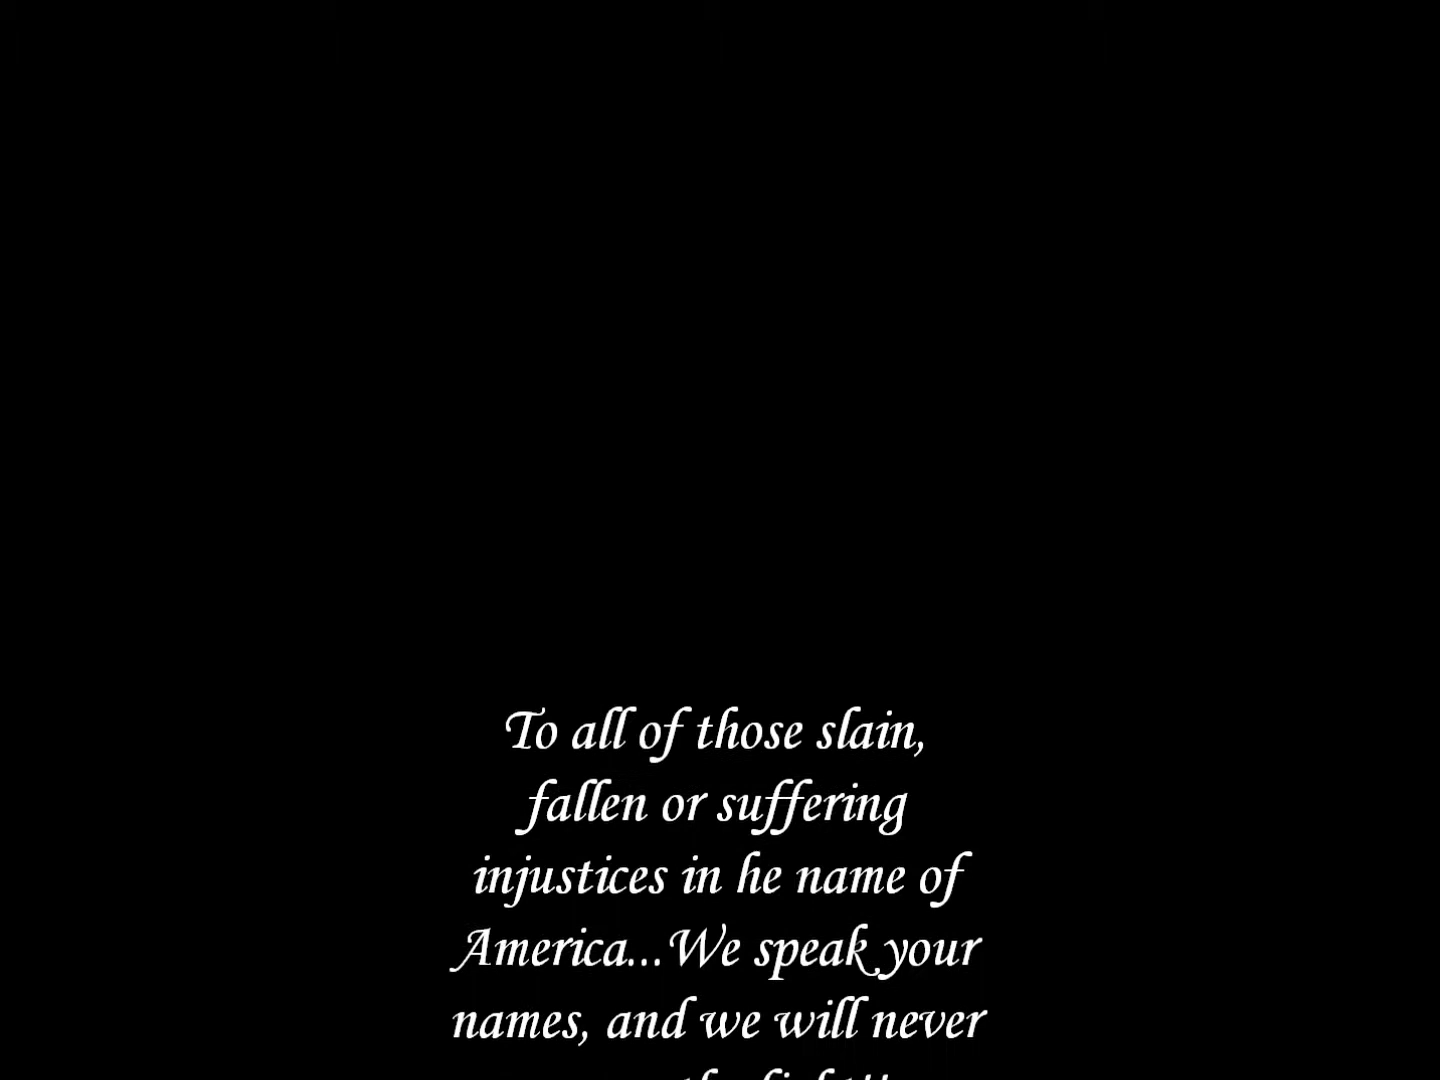 To all of those slain,
fallen or suffering
injustices in he name of
America...We speak your
names, and we will never